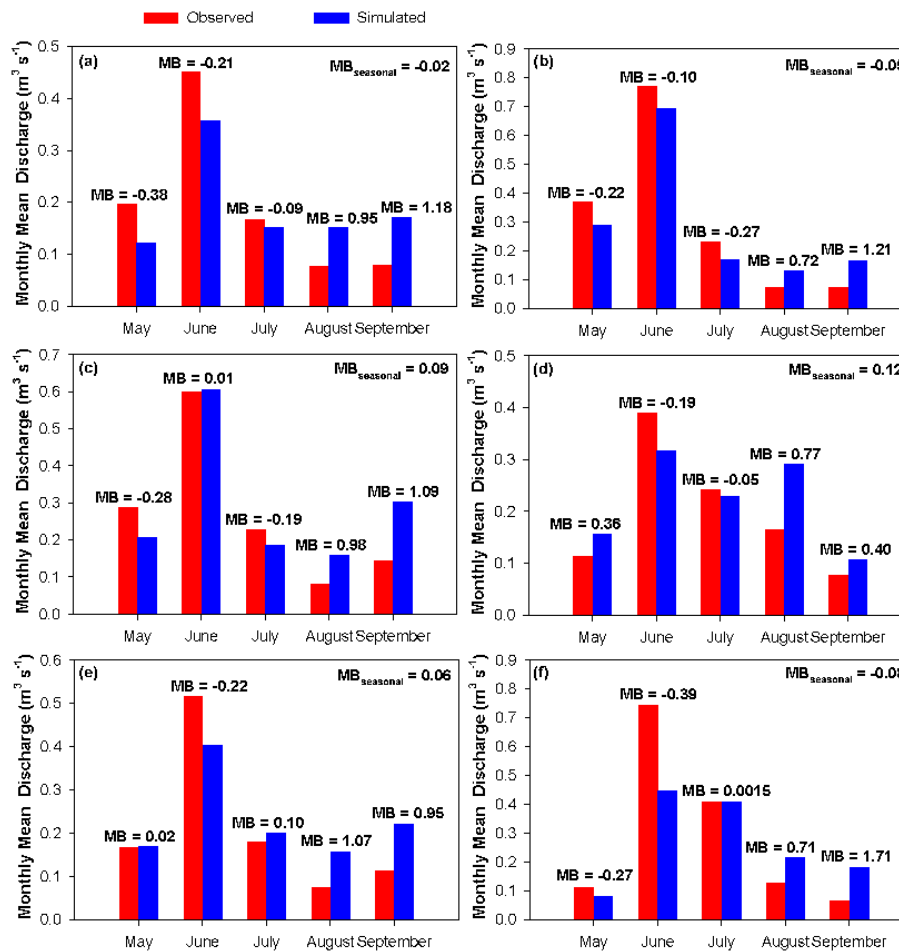 Observed Simulated
(a) MB = -0.21 MBseasonal = -0.02
Monthly Mean Discharge (m³ s⁻¹)
0.5
0.4
0.3
0.2
0.1
0.0
MB = -0.38
MB = -0.09
MB = 0.95
MB = 1.18
May June July August September
(b) MB = -0.10 MBseasonal = -0.05
Monthly Mean Discharge (m³ s⁻¹)
0.9
0.8
0.7
0.6
0.5
0.4
0.3
0.2
0.1
0.0
MB = -0.22
MB = -0.27
MB = 0.72
MB = 1.21
May June July August September
(c) MB = 0.01 MBseasonal = 0.09
Monthly Mean Discharge (m³ s⁻¹)
0.7
0.6
0.5
0.4
0.3
0.2
0.1
0.0
MB = -0.28
MB = -0.19
MB = 0.98
MB = 1.09
May June July August September
(d) MBseasonal = 0.12
Monthly Mean Discharge (m³ s⁻¹)
0.5
0.4
0.3
0.2
0.1
0.0
MB = 0.36
MB = -0.19
MB = -0.05
MB = 0.77
MB = 0.40
May June July August September
(e) MB = -0.22 MBseasonal = 0.06
Monthly Mean Discharge (m³ s⁻¹)
0.6
0.5
0.4
0.3
0.2
0.1
0.0
MB = 0.02
MB = 0.10
MB = 1.07
MB = 0.95
May June July August September
(f) MB = -0.39 MBseasonal = -0.08
Monthly Mean Discharge (m³ s⁻¹)
0.9
0.8
0.7
0.6
0.5
0.4
0.3
0.2
0.1
0.0
MB = -0.27
MB = 0.0015
MB = 0.71
MB = 1.71
May June July August September